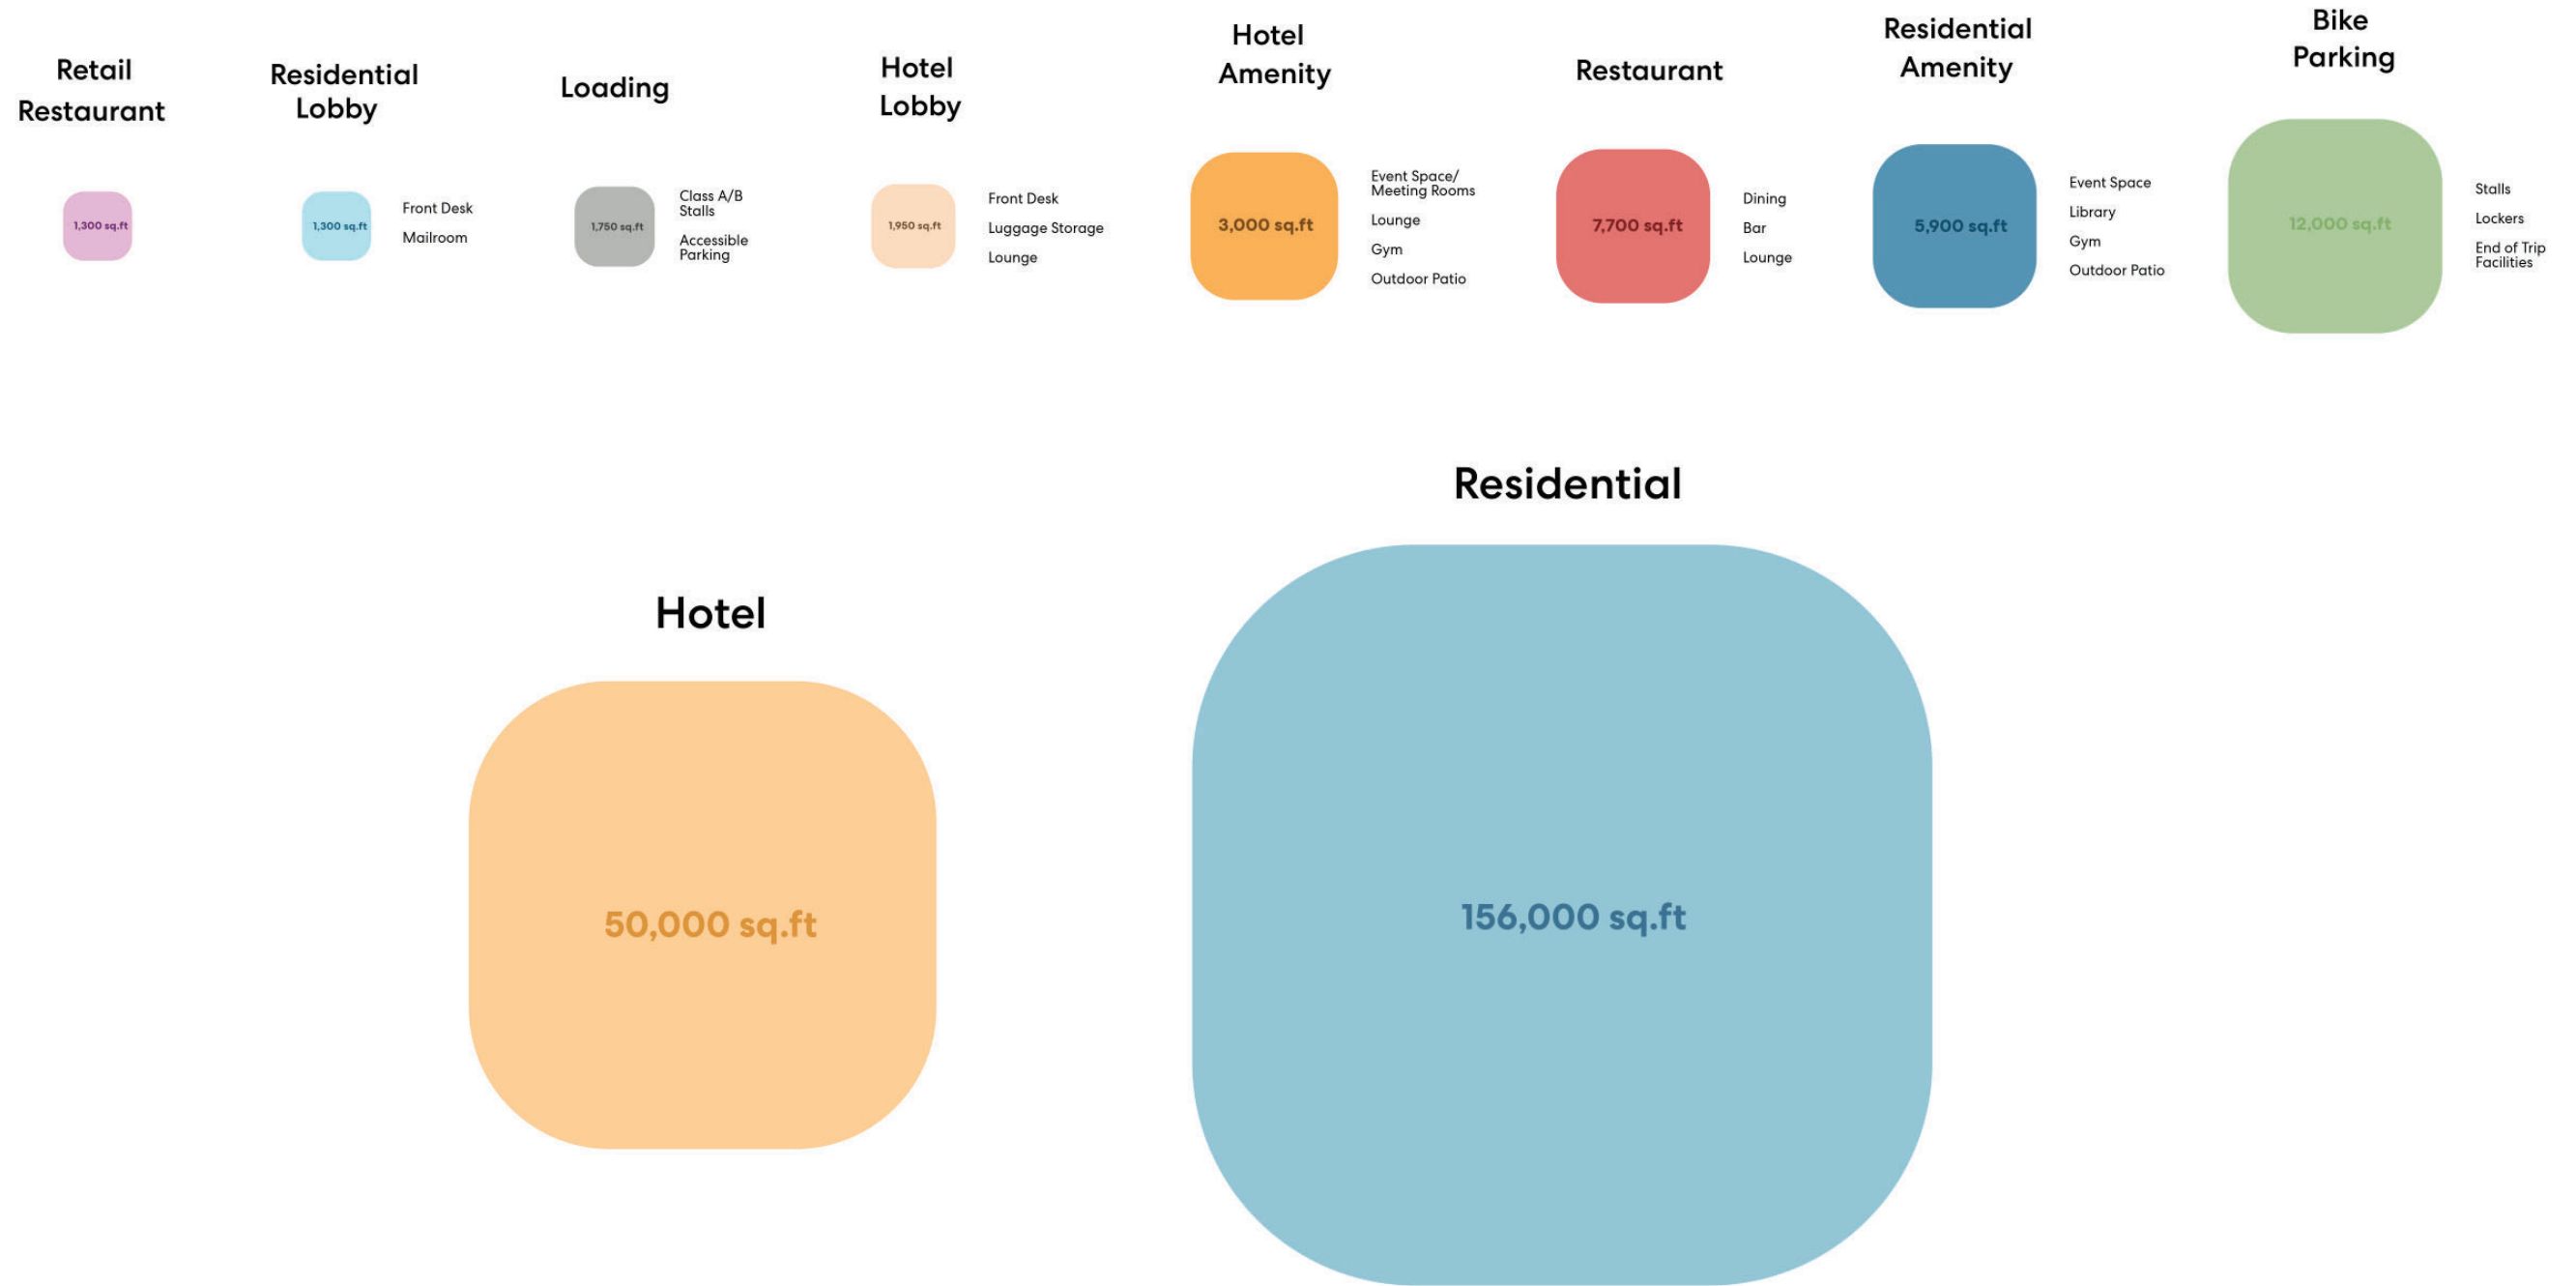 Retail
Restaurant
1,300 sq.ft
Residential
Lobby
1,300 sq.ft
Front Desk
Mailroom
Loading
1,750 sq.ft
Class A/B
Stalls
Accessible
Parking
Hotel
Lobby
1,950 sq.ft
Front Desk
Luggage Storage
Lounge
Hotel
Amenity
3,000 sq.ft
Event Space/
Meeting Rooms
Lounge
Gym
Outdoor Patio
Restaurant
7,700 sq.ft
Dining
Bar
Lounge
Residential
Amenity
5,900 sq.ft
Event Space
Library
Gym
Outdoor Patio
Bike
Parking
12,000 sq.ft
Stalls
Lockers
End of Trip
Facilities
Hotel
50,000 sq.ft
Residential
156,000 sq.ft